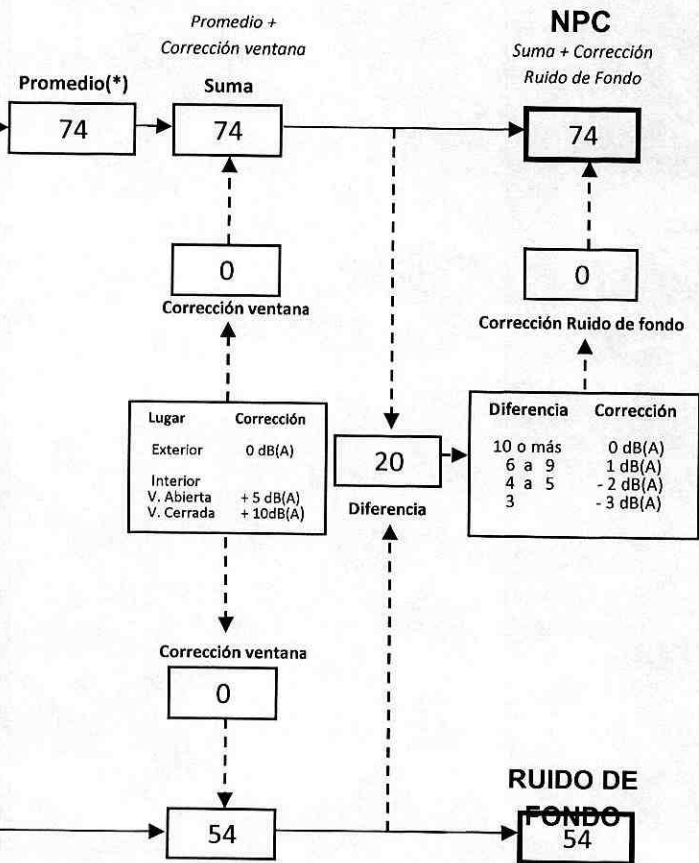 Promedio +
Corrección ventana
NPC
Suma + Corrección
Ruido de Fondo
Promedio(*)
Suma
74
74
74
0
Corrección ventana
0
Corrección Ruido de fondo
Lugar Corrección
Exterior 0 dB(A)
Interior
V. Abierta + 5 dB(A)
V. Cerrada + 10dB(A)
20
Diferencia
Diferencia Corrección
10 o más 0 dB(A)
6 a 9 1 dB(A)
4 a 5 - 2 dB(A)
3 - 3 dB(A)
Corrección ventana
0
54
RUIDO DE
FONDO
54